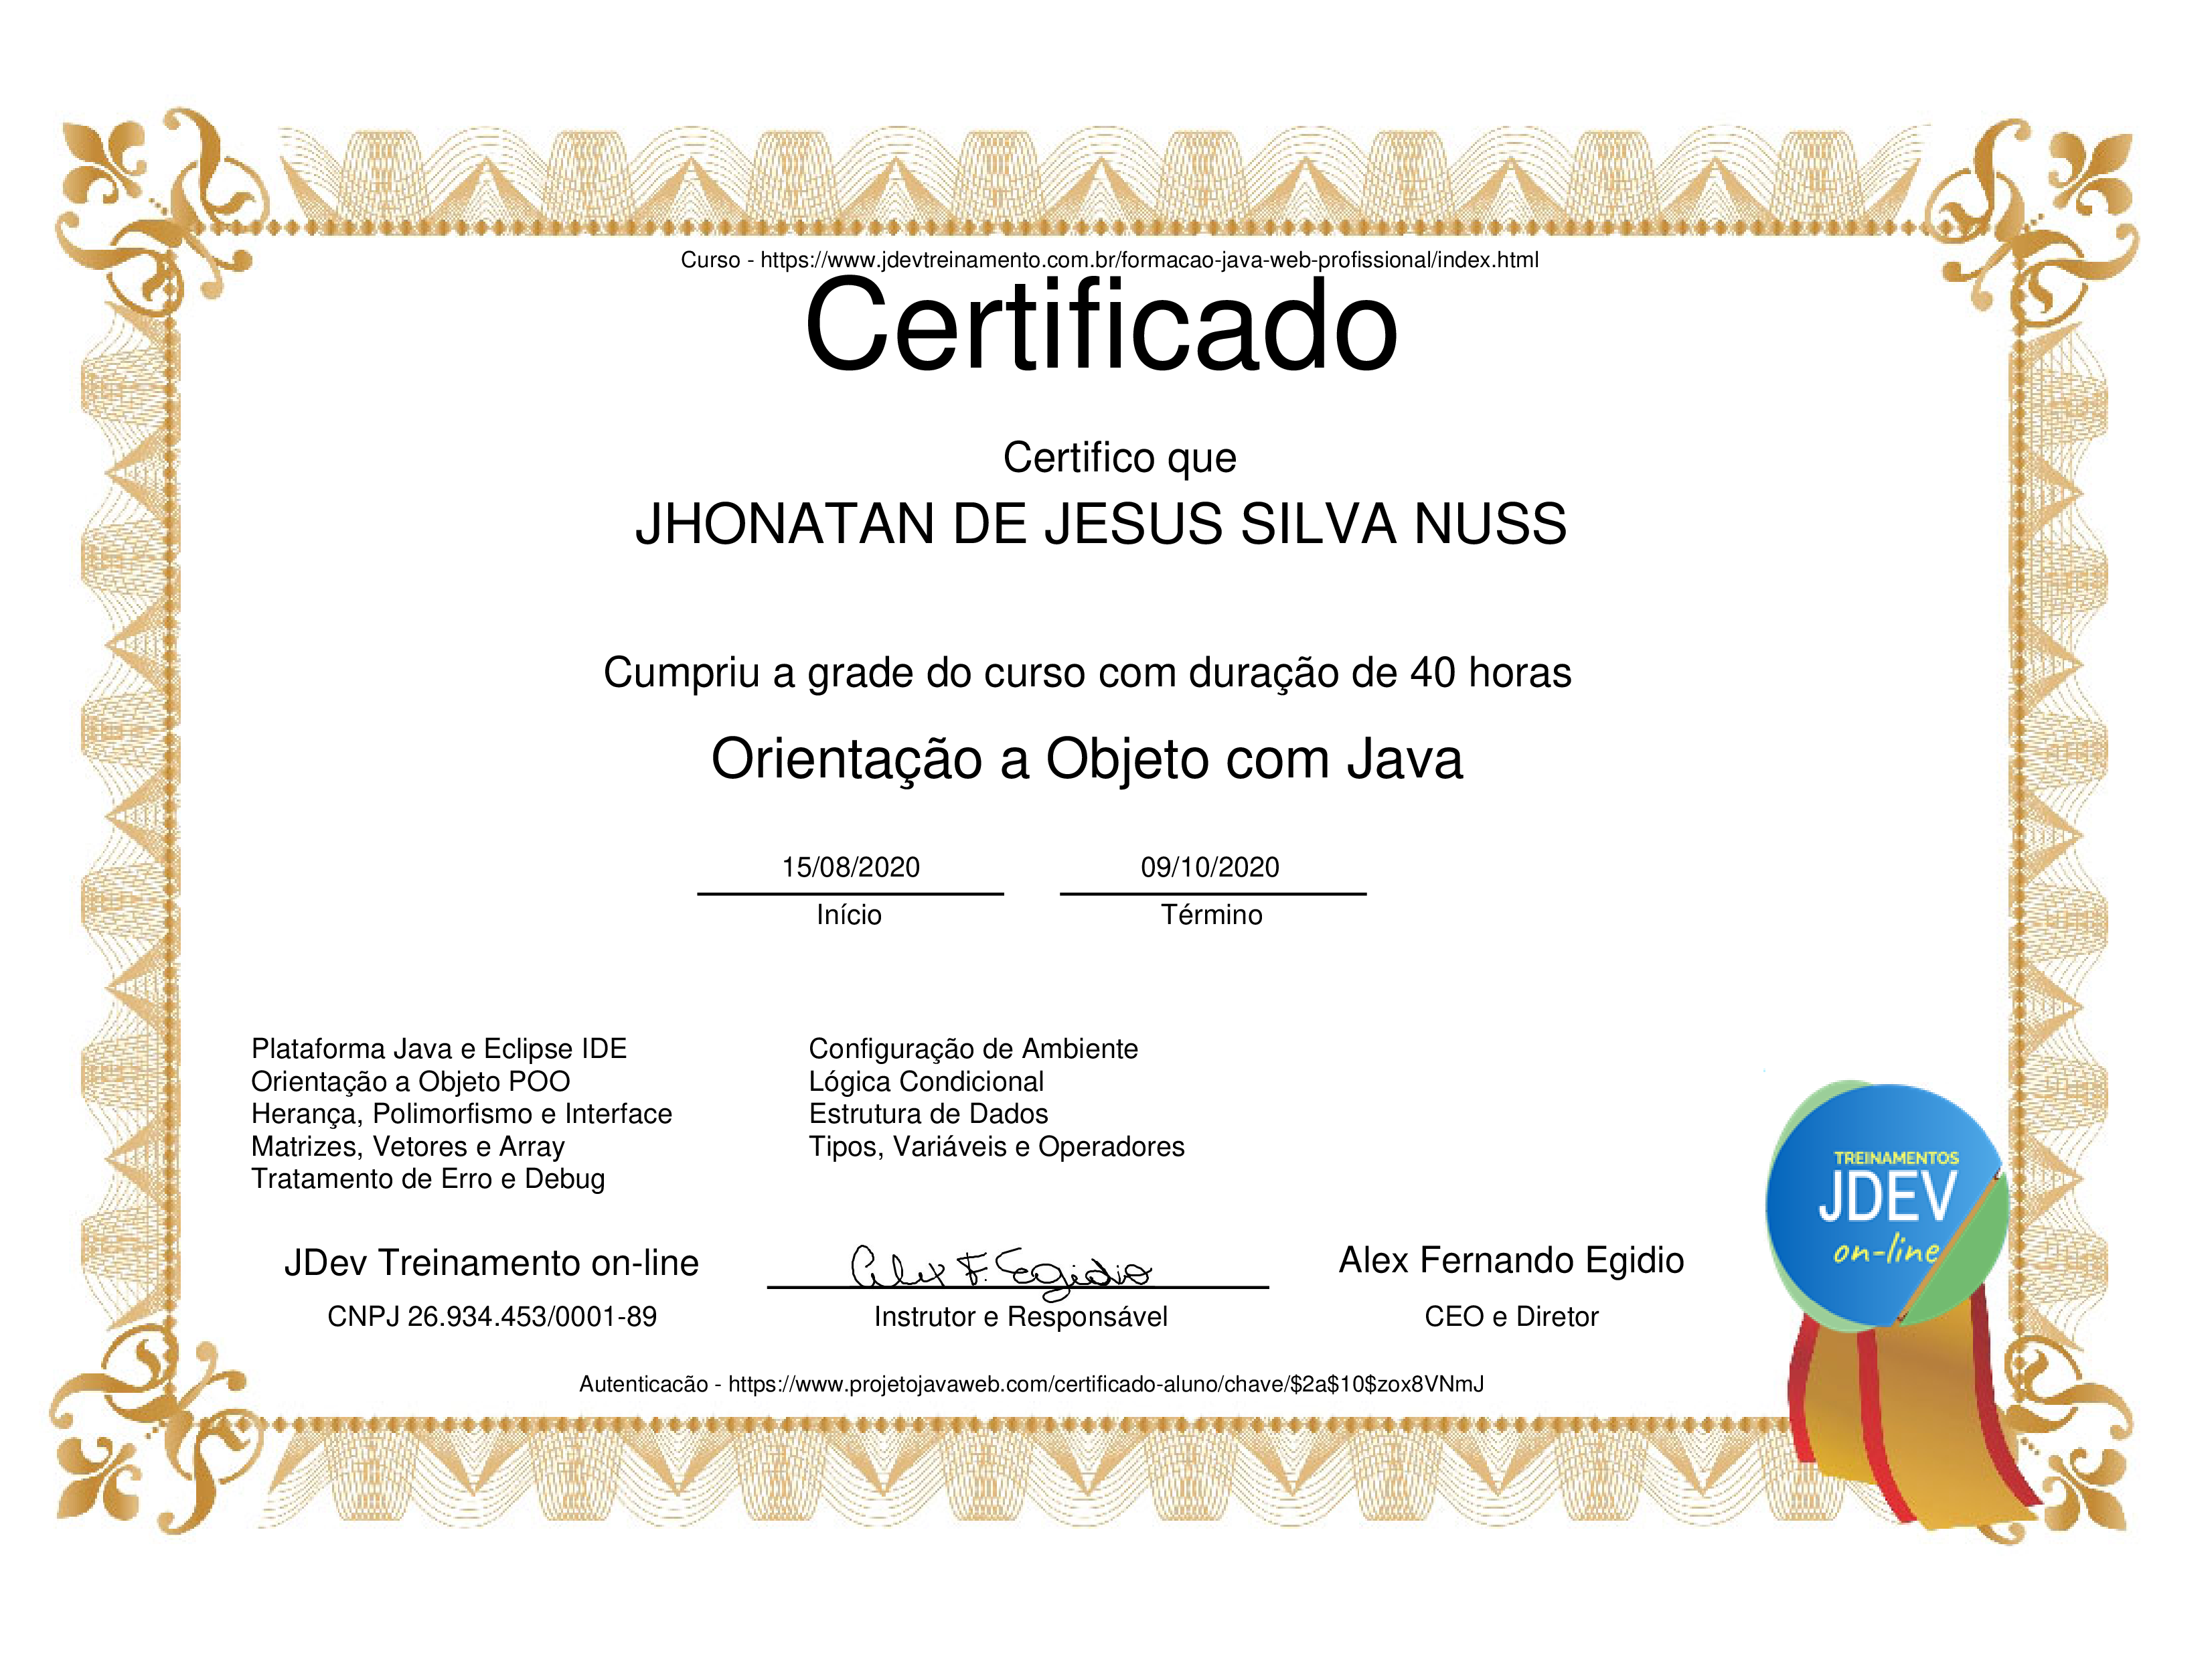 Curso - https://www.jdevtreinamento.com.br/formacao-java-web-profissional/index.html
Certificado
Certifico que
JHONATAN DE JESUS SILVA NUSS
Cumpriu a grade do curso com duração de 40 horas
Orientação a Objeto com Java
15/08/2020 09/10/2020
Início Término
Plataforma Java e Eclipse IDE
Orientação a Objeto POO
Herança, Polimorfismo e Interface
Matrizes, Vetores e Array
Tratamento de Erro e Debug
Configuração de Ambiente
Lógica Condicional
Estrutura de Dados
Tipos, Variáveis e Operadores
TREINAMENTOS
JDEV
on-line
JDev Treinamento on-line
CNPJ 26.934.453/0001-89
Alex F. Egidio
Instrutor e Responsável
Alex Fernando Egidio
CEO e Diretor
Autenticacão - https://www.projetojavaweb.com/certificado-aluno/chave/$2a$10$zox8VNmJ